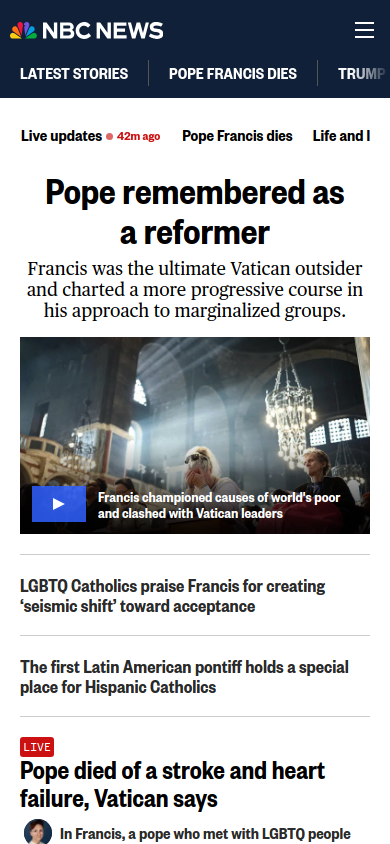 NBC NEWS
LATEST STORIES
POPE FRANCIS DIES
TRUMP
Live updates
42m ago
Pope Francis dies
Life and l
Pope remembered as
a reformer
Francis was the ultimate Vatican outsider
and charted a more progressive course in
his approach to marginalized groups.
Francis championed causes of world's poor
and clashed with Vatican leaders
LGBTQ Catholics praise Francis for creating
‘seismic shift’ toward acceptance
The first Latin American pontiff holds a special
place for Hispanic Catholics
LIVE
Pope died of a stroke and heart
failure, Vatican says
In Francis, a pope who met with LGBTQ people